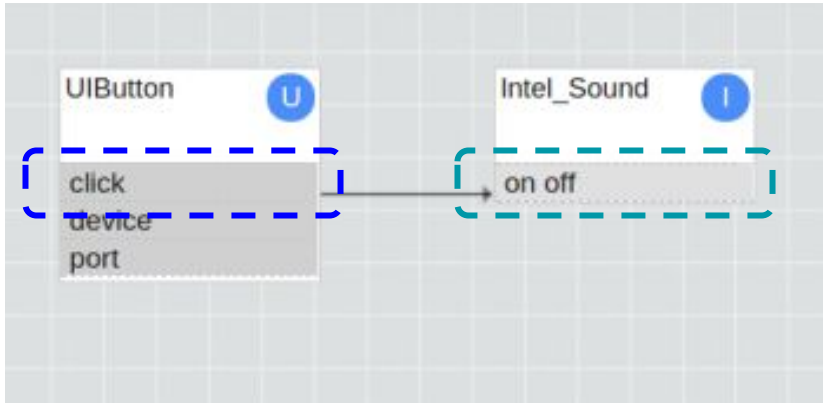 UIButton
U
click
device
port
Intel_Sound
I
on off